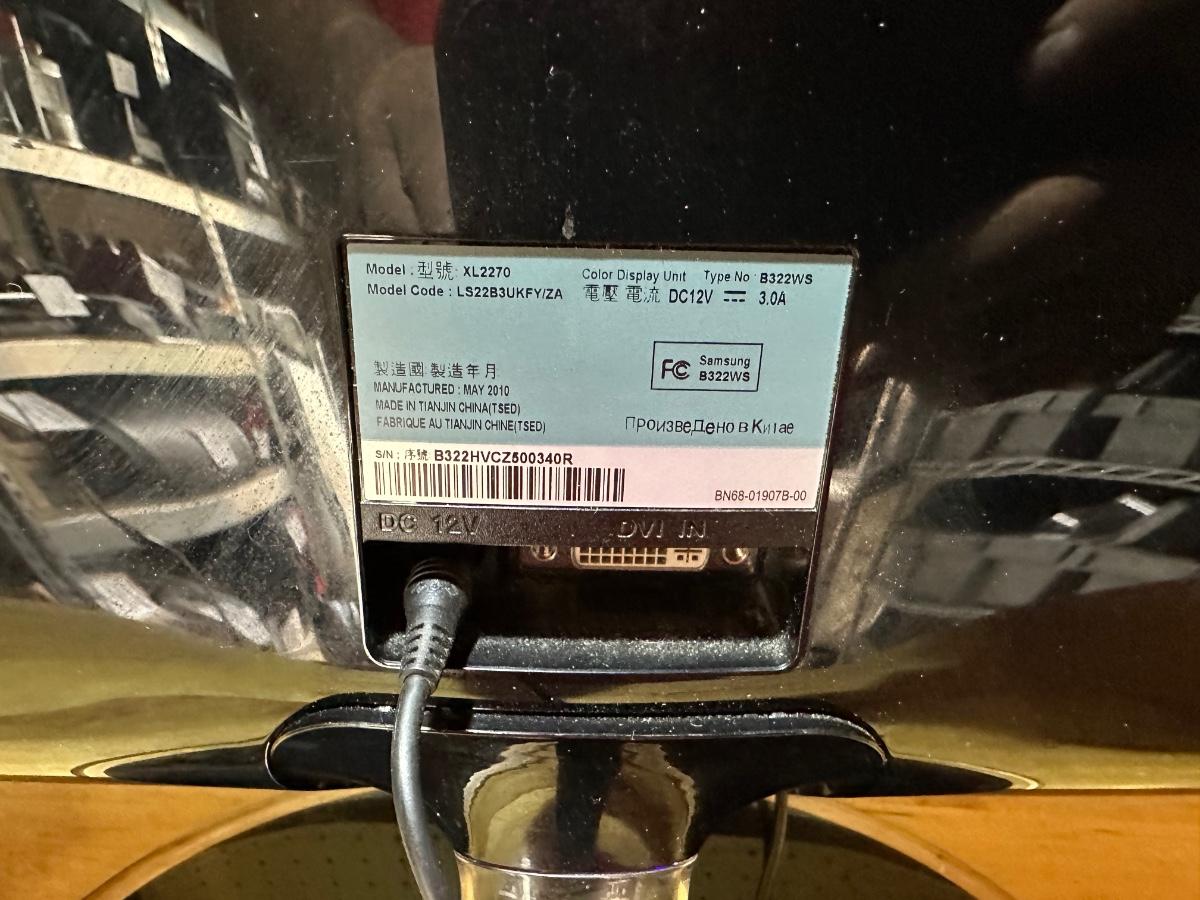 Model : 型號: XL2270
Model Code : LS22B3UKFY/ZA
Color Display Unit Type No : B322WS
電壓 電流 DC12V ⎓ 3.0A
FC Samsung
B322WS
製造國 製造年月
MANUFACTURED : MAY 2010
MADE IN TIANJIN CHINA(TSED)
FABRIQUE AU TIANJIN CHINE(TSED)
ПроизвеДено в Китае
S/N : 序號 B322HVCZ500340R
BN68-01907B-00
DC 12V
DVI IN